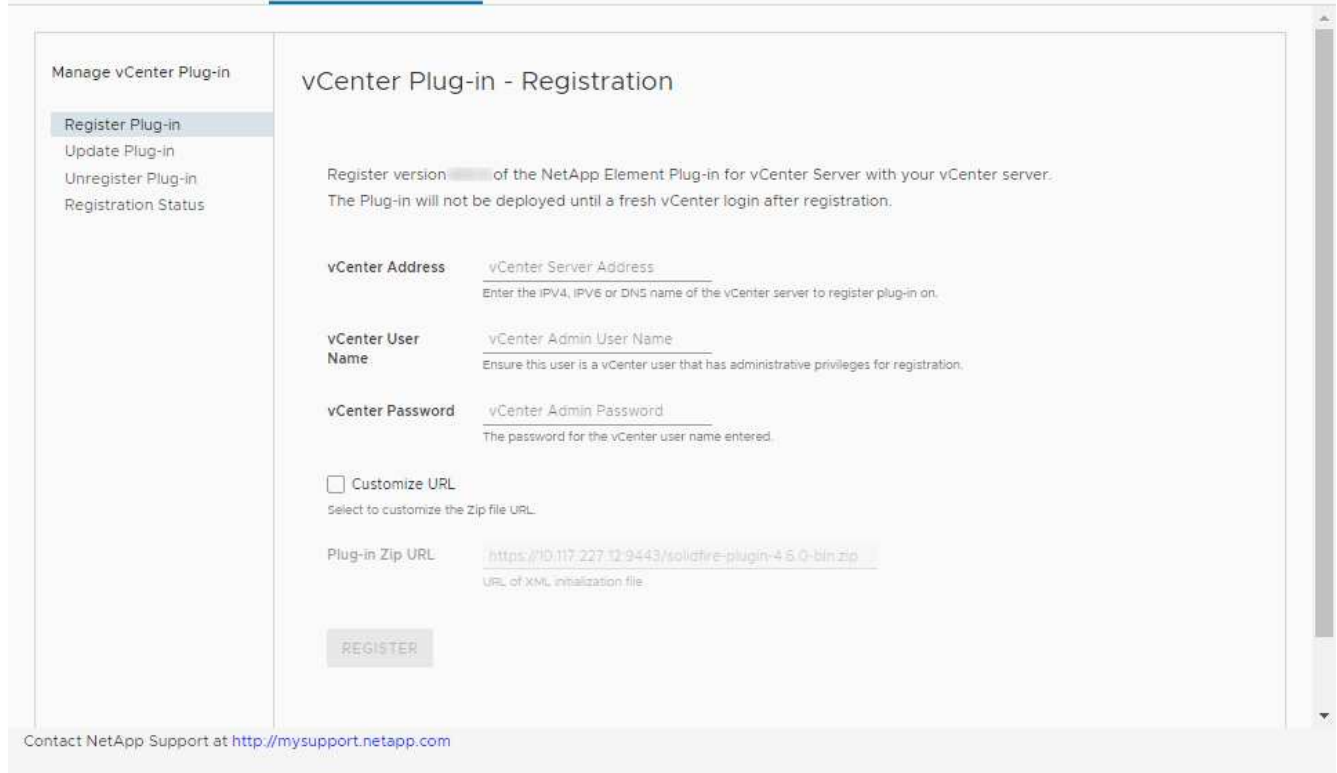 Manage vCenter Plug-in
Register Plug-in
Update Plug-in
Unregister Plug-in
Registration Status
vCenter Plug-in - Registration
Register version of the NetApp Element Plug-in for vCenter Server with your vCenter server.
The Plug-in will not be deployed until a fresh vCenter login after registration.
vCenter Address
vCenter Server Address
Enter the IPV4, IPV6 or DNS name of the vCenter server to register plug-in on.
vCenter User
Name
vCenter Admin User Name
Ensure this user is a vCenter user that has administrative privileges for registration.
vCenter Password
vCenter Admin Password
The password for the vCenter user name entered.
Customize URL
Select to customize the Zip file URL.
Plug-in Zip URL
https://10.117.227.12:9443/solidfire-plugin-4.6.0-bin.zip
URL of XML initialization file
REGISTER
Contact NetApp Support at http://mysupport.netapp.com